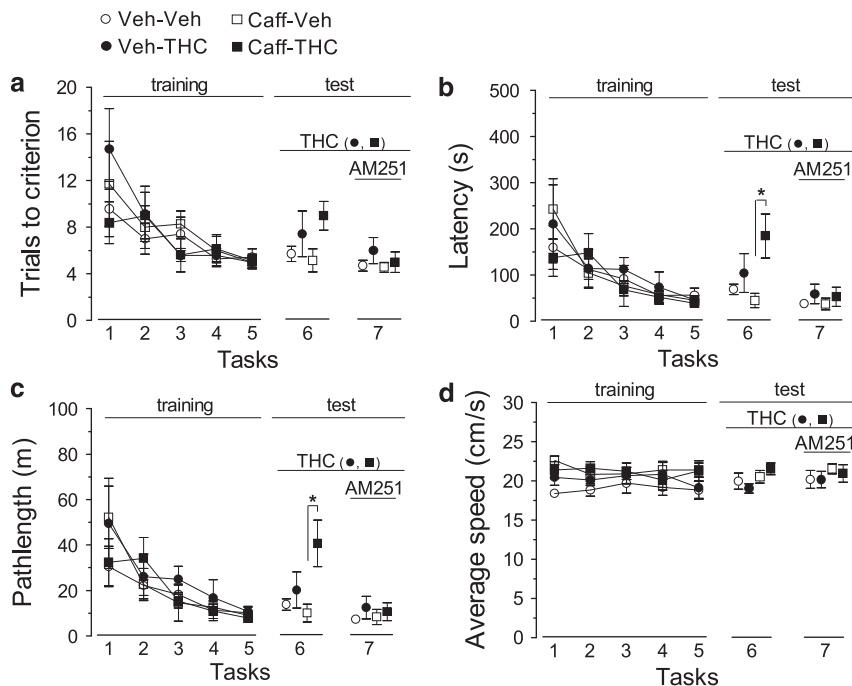 ○ Veh-Veh □ Caff-Veh
● Veh-THC ■ Caff-THC
a
training test
20
16
12
8
4
0
Trials to criterion
THC (●, ■)
AM251
1 2 3 4 5 6 7
Tasks
b
training test
500
400
300
200
100
0
Latency (s)
THC (●, ■)
AM251
*
1 2 3 4 5 6 7
Tasks
c
training test
100
80
60
40
20
0
Pathlength (m)
THC (●, ■)
AM251
*
1 2 3 4 5 6 7
Tasks
d
training test
30
25
20
15
10
5
0
Average speed (cm/s)
THC (●, ■)
AM251
1 2 3 4 5 6 7
Tasks